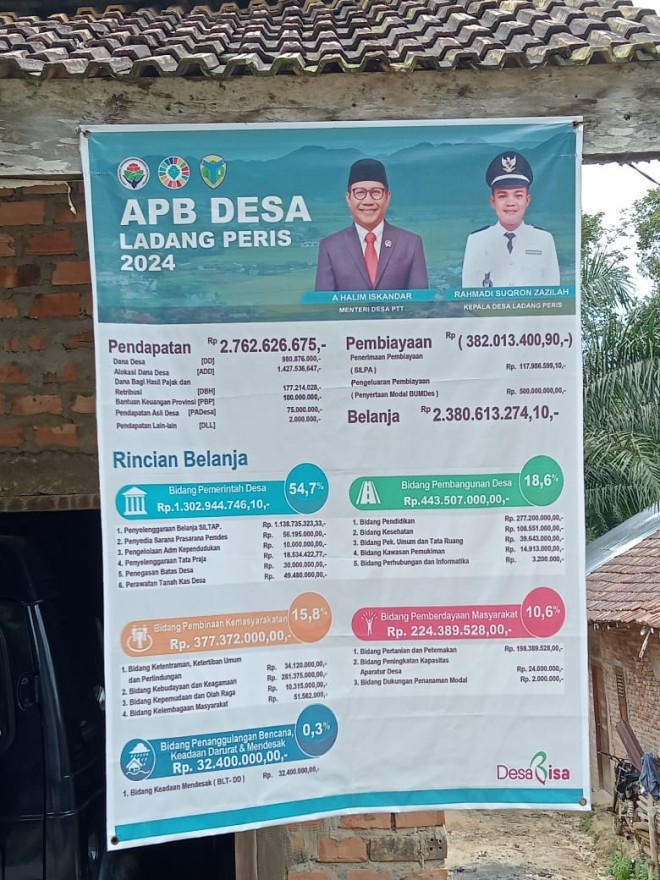 APB DESA
LADANG PERIS
2024
A HALIM ISKANDAR
MENTERI DESA PTT
RAHMADI SUQRON ZAZILAH
KEPALA DESA LADANG PERIS
Pendapatan Rp 2.762.626.675,-
Dana Desa [DD] 980.876.000,-
Alokasi Dana Desa [ADD] 1.427.536.647,-
Dana Bagi Hasil Pajak dan
Retribusi [DBH] 177.214.028,-
Bantuan Keuangan Provinsi [PBP] 100.000.000,-
Pendapatan Asli Desa [PADesa] 75.000.000,-
Pendapatan Lain-lain [DLL] 2.000.000,-
Pembiayaan Rp ( 382.013.400,90,-)
Penerimaan Pembiayaan
( SILPA ) Rp. 117.986.599,10,-
Pengeluaran Pembiayaan
( Penyertaan Modal BUMDes ) Rp. 500.000.000,00,-
Belanja Rp 2.380.613.274,10,-
Rincian Belanja
Bidang Pemerintah Desa 54,7%
Rp.1.302.944.746,10,-
1. Penyelenggaraan Belanja SILTAP. Rp. 1.138.735.323,33,-
2. Penyedia Sarana Prasarana Pemdes Rp. 56.195.000,00,-
3. Pengelolaan Adm Kependudukan Rp. 10.000.000,00,-
4. Penyelenggaraan Tata Praja Rp. 18.534.422,77,-
5. Penegasan Batas Desa Rp. 30.000.000,00,-
6. Perawatan Tanah Kas Desa Rp. 49.480.000,00,-
Bidang Pembangunan Desa 18,6%
Rp.443.507.000,00,-
1. Bidang Pendidikan Rp. 277.200.000,00,-
2. Bidang Kesehatan Rp. 108.551.000,00,-
3. Bidang Pek. Umum dan Tata Ruang Rp. 39.643.000,00,-
4. Bidang Kawasan Pemukiman Rp. 14.913.000,00,-
5. Bidang Perhubungan dan Informatika Rp. 3.200.000,-
Bidang Pembinaan Kemasyarakatan 15,8%
Rp. 377.372.000,00,-
1. Bidang Ketentraman, Ketertiban Umum
dan Perlindungan Rp. 34.120.000,00,-
2. Bidang Kebudayaan dan Keagamaan Rp. 281.375.000,00,-
3. Bidang Kepemudaan dan Olah Raga Rp. 10.315.000,00,-
4. Bidang Kelembagaan Masyarakat Rp. 51.562.000,-
Bidang Pemberdayaan Masyarakat 10,6%
Rp. 224.389.528,00,-
1. Bidang Pertanian dan Peternakan Rp. 198.389.528,00,-
2. Bidang Peningkatan Kapasitas
Aparatur Desa Rp. 24.000.000,-
3. Bidang Dukungan Penanaman Modal Rp. 2.000.000,-
Bidang Penanggulangan Bencana, 0,3%
Keadaan Darurat & Mendesak
Rp. 32.400.000,00,-
1. Bidang Keadaan Mendesak ( BLT- DD ) Rp. 32.400.000,00,-
Desa Bisa